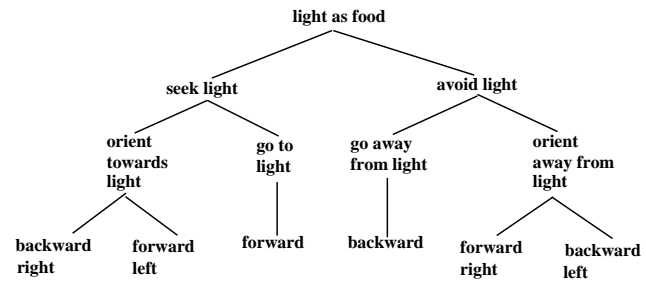 light as food
seek light
avoid light
orient
towards
light
go to
light
go away
from light
orient
away from
light
backward
right
forward
left
forward
backward
forward
right
backward
left